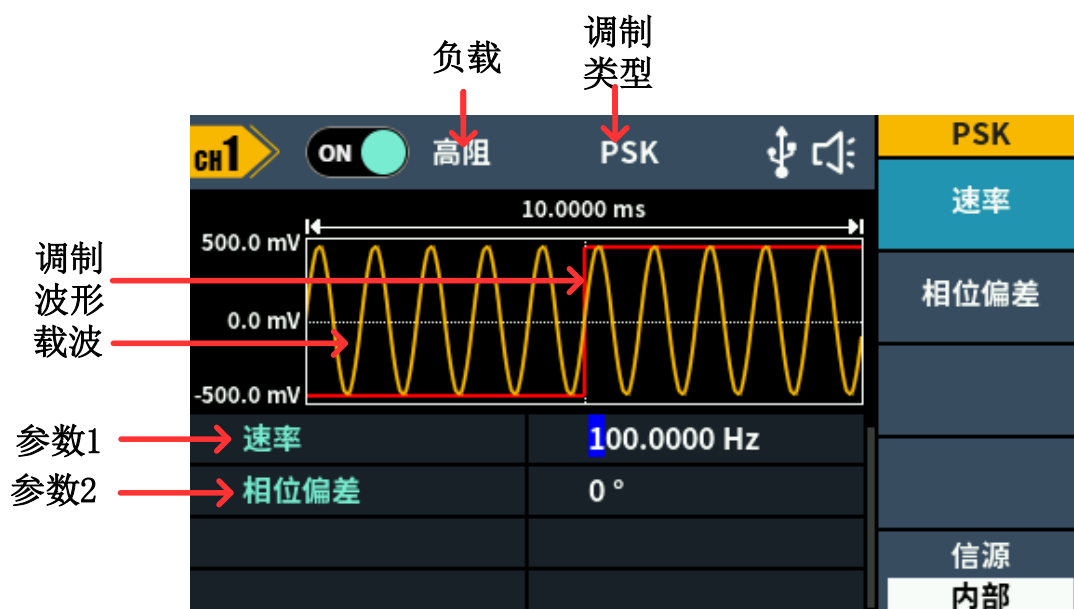 负载
调制
类型
CH1
ON
高阻
PSK
PSK
速率
相位偏差
信源
内部
10.0000 ms
500.0 mV
0.0 mV
-500.0 mV
调制
波形
载波
参数1
速率
100.0000 Hz
参数2
相位偏差
0 °